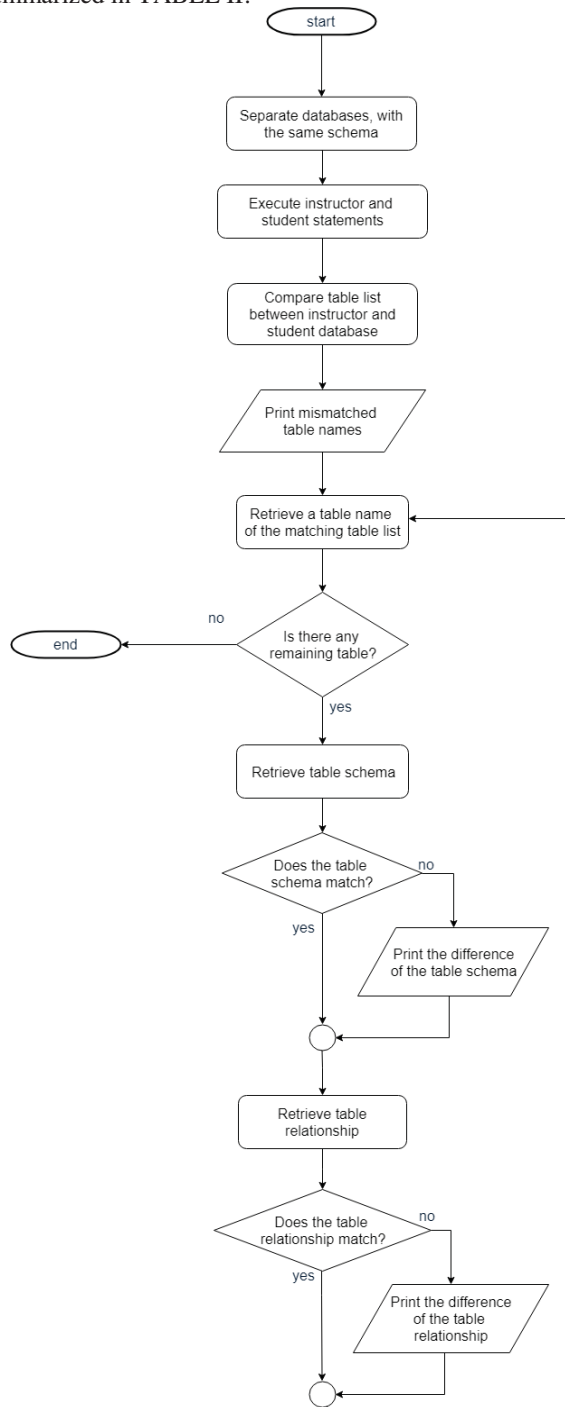 in TABLE II.
start
Separate databases, with
the same schema
Execute instructor and
student statements
Compare table list
between instructor and
student database
Print mismatched
table names
Retrieve a table name
of the matching table list
no
Is there any
remaining table?
end
yes
Retrieve table schema
Does the table
schema match?
no
yes
Print the difference
of the table schema
Retrieve table
relationship
Does the table
relationship match?
no
yes
Print the difference
of the table
relationship